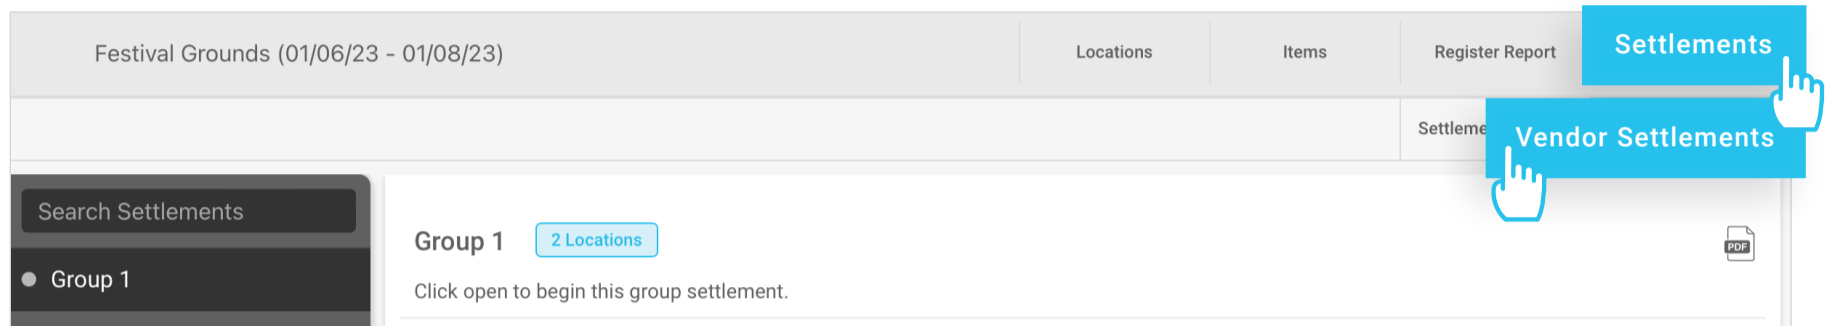 Festival Grounds (01/06/23 - 01/08/23)
Locations
Items
Register Report
Settlements
Vendor Settlements
Search Settlements
Group 1
Group 1
2 Locations
PDF
Click open to begin this group settlement.